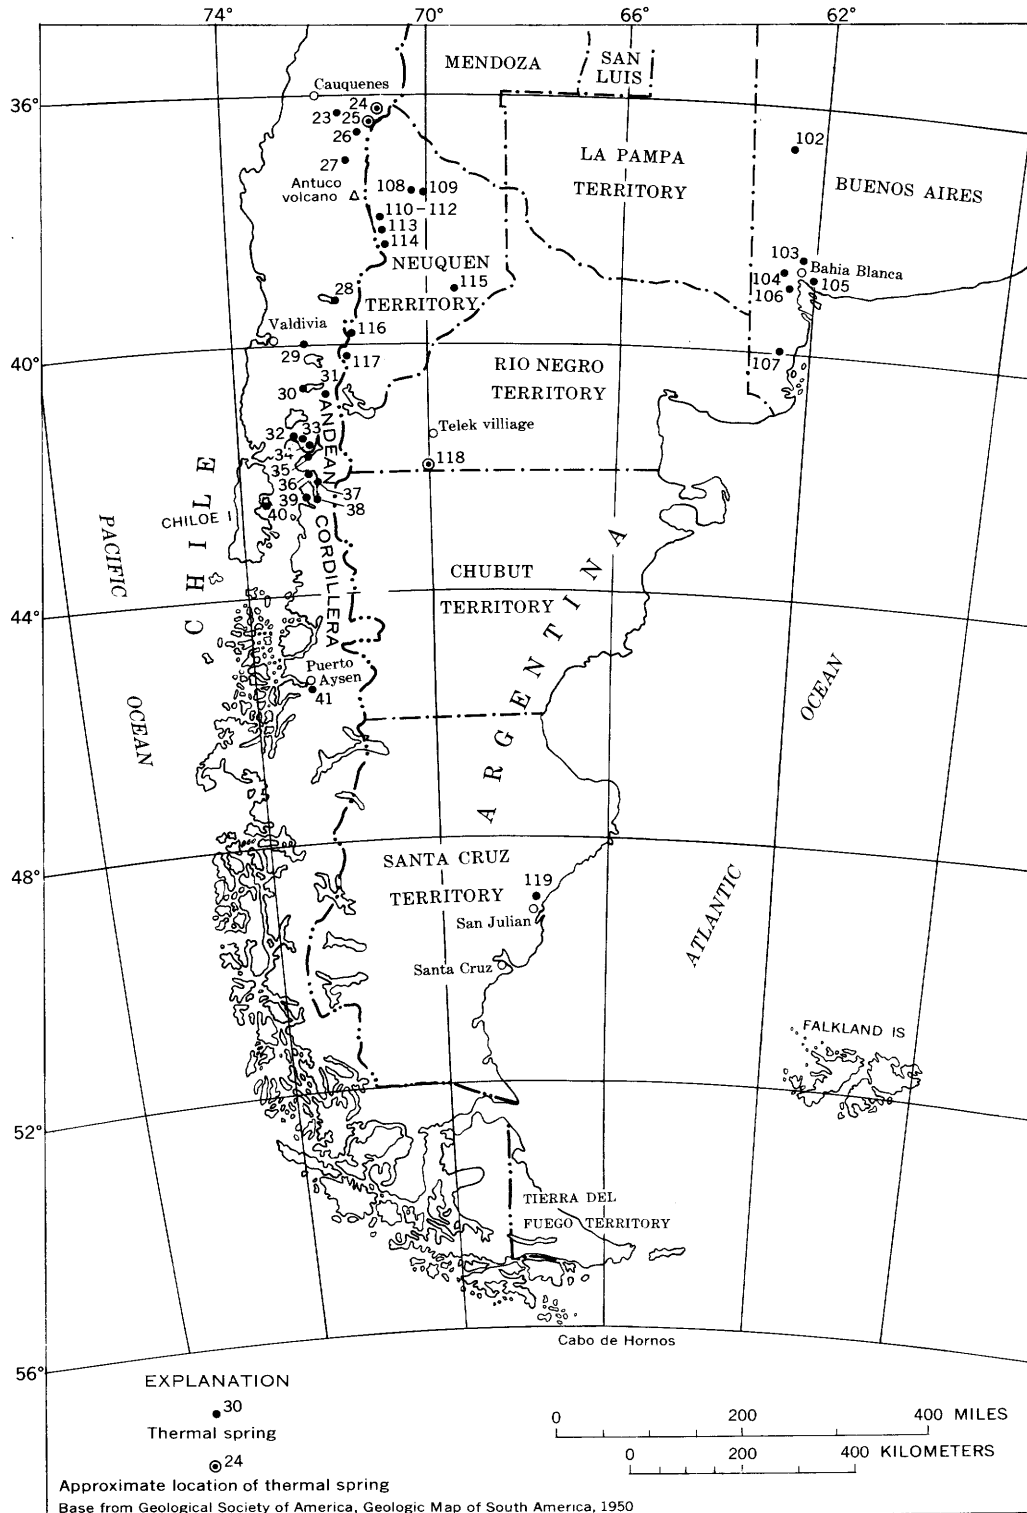 74° 70° 66° 62°
MENDOZA
SAN
LUIS
Cauquenes
36°
24
23 25
26
102
LA PAMPA
TERRITORY
27
Antuco
volcano
108 109
BUENOS AIRES
110-112
113
114
103
NEUQUEN
TERRITORY
115
Bahia Blanca
104
105
106
28
Valdivia
116
29
117
107
40°
RIO NEGRO
TERRITORY
31
30
Telek villiage
32 33
34
118
35
36
37
39
38
40
ANDEAN
CORDILLERA
CHILOE I
CHILE
PACIFIC
OCEAN
CHUBUT
TERRITORY
44°
ARGENTINA
Puerto
Aysen
41
OCEAN
ATLANTIC
48°
SANTA CRUZ
TERRITORY
119
San Julian
Santa Cruz
FALKLAND IS
52°
TIERRA DEL
FUEGO TERRITORY
Cabo de Hornos
56°
EXPLANATION
30
Thermal spring
24
Approximate location of thermal spring
0 200 400 MILES
0 200 400 KILOMETERS
Base from Geological Society of America, Geologic Map of South America, 1950